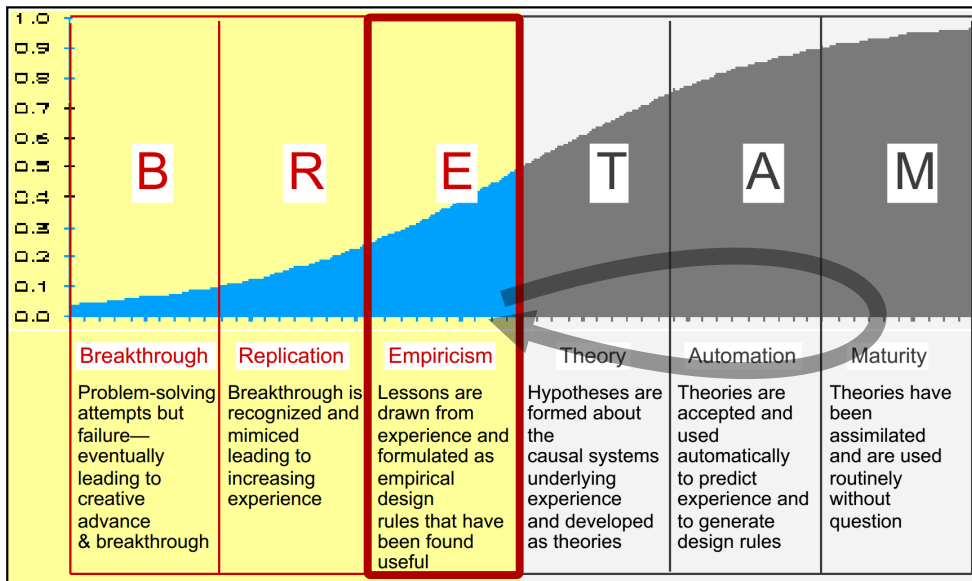 1.0
0.9
0.8
0.7
0.6
0.5
0.4
0.3
0.2
0.1
0.0
B
R
E
T
A
M
Breakthrough
Problem-solving
attempts but
failure—
eventually
leading to
creative
advance
& breakthrough
Replication
Breakthrough is
recognized and
mimiced
leading to
increasing
experience
Empiricism
Lessons are
drawn from
experience and
formulated as
empirical
design
rules that have
been found
useful
Theory
Hypotheses are
formed about
the
causal systems
underlying
experience
and developed
as theories
Automation
Theories are
accepted and
used
automatically
to predict
experience and
to generate
design rules
Maturity
Theories have
been
assimilated
and are used
routinely
without
question